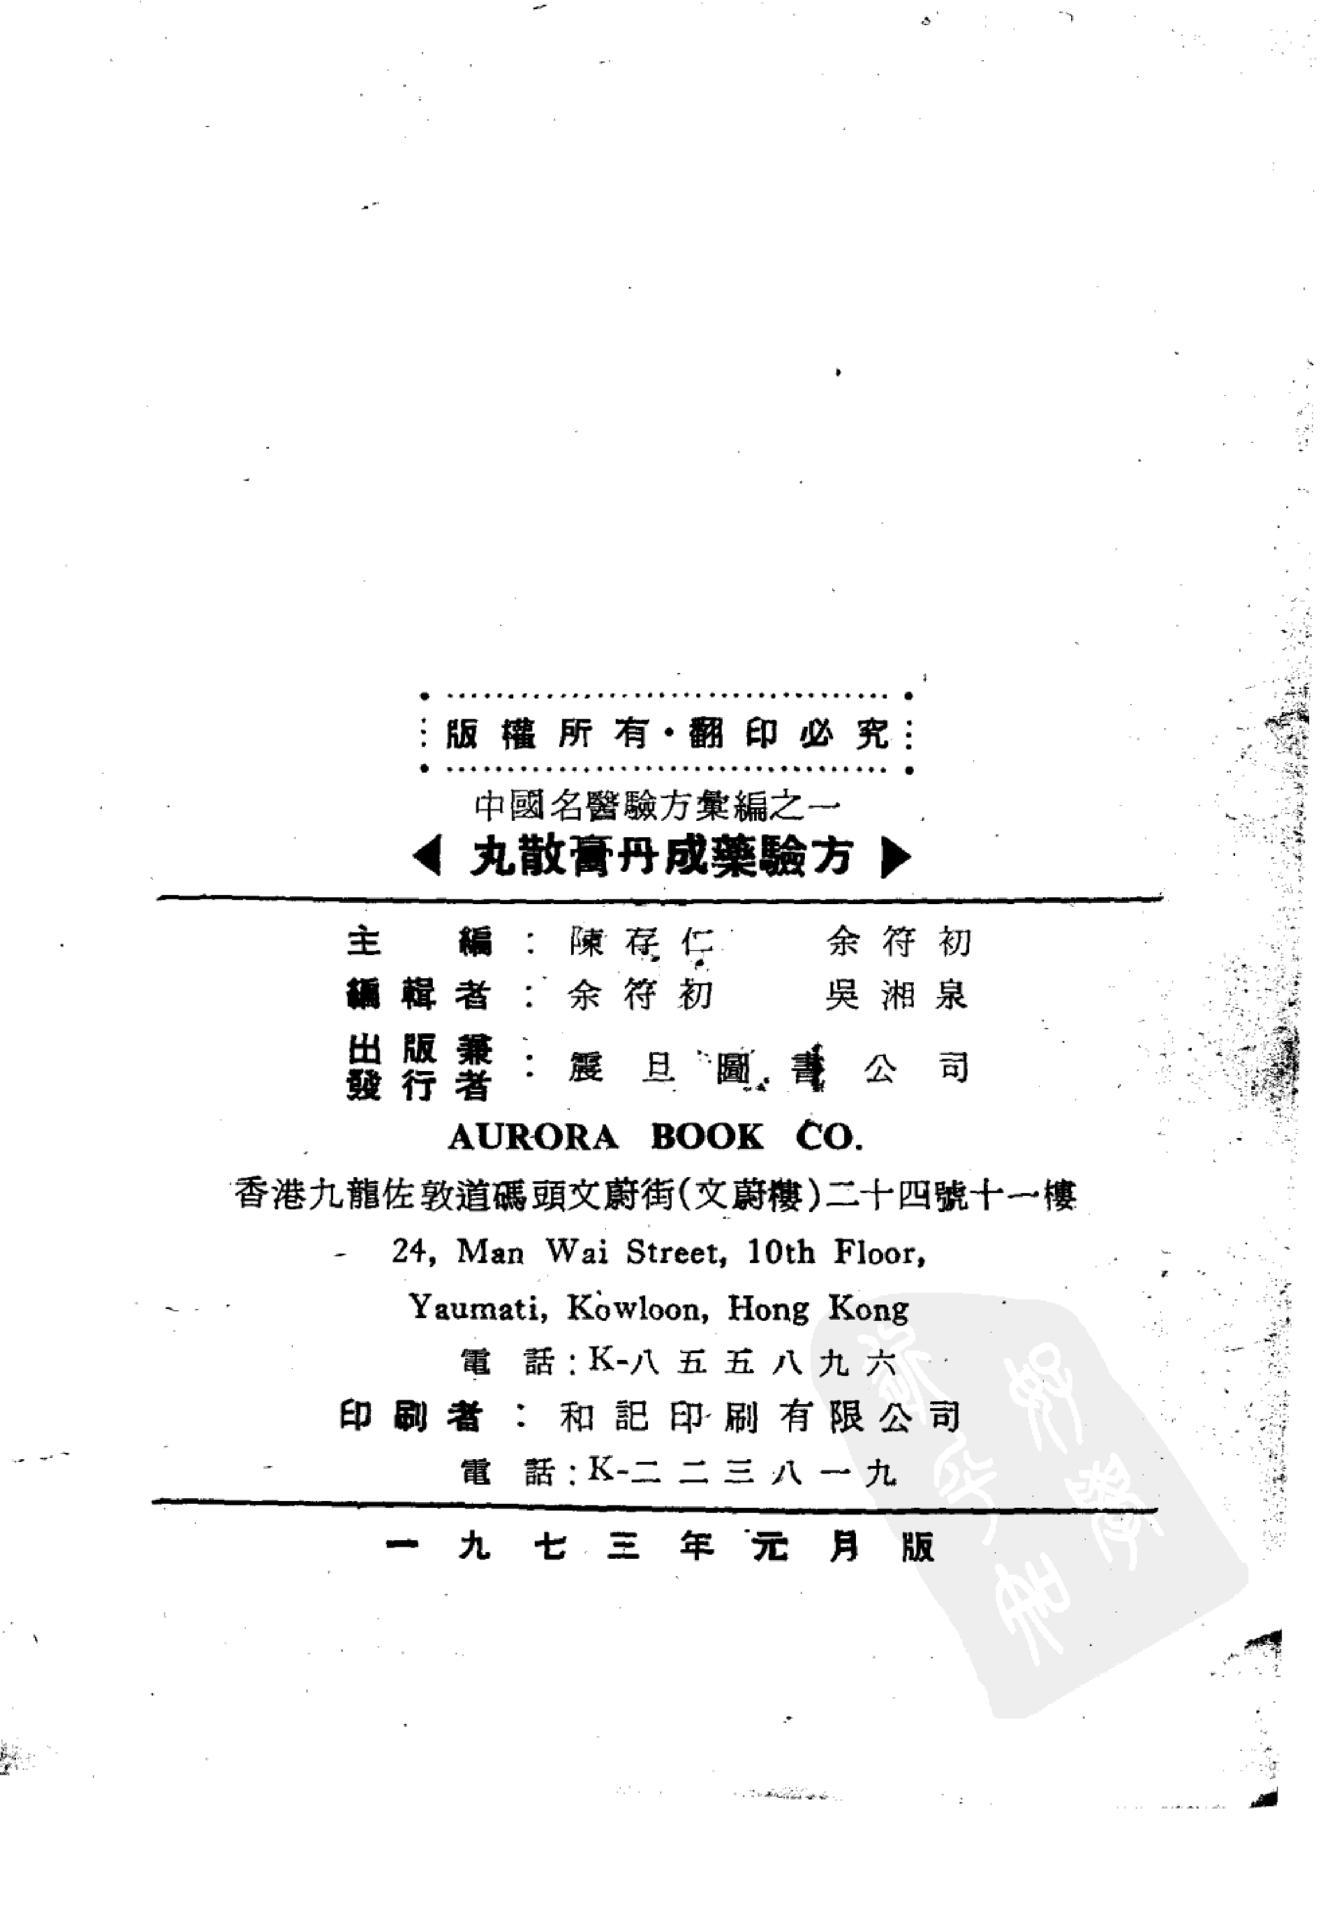 版權所有·翻印必究
中國名醫驗方彙編之一
丸散膏丹成藥驗方
主編：陳存仁 余符初
編輯者：余符初 吳湘泉
出版兼
發行者：震旦圖書公司
AURORA BOOK CO.
香港九龍佐敦道碼頭文蔚街(文蔚樓)二十四號十一樓
24, Man Wai Street, 10th Floor,
Yaumati, Kowloon, Hong Kong
電話：K-八五五八九六
印刷者：和記印刷有限公司
電話：K-二二三八一九
一九七三年元月版